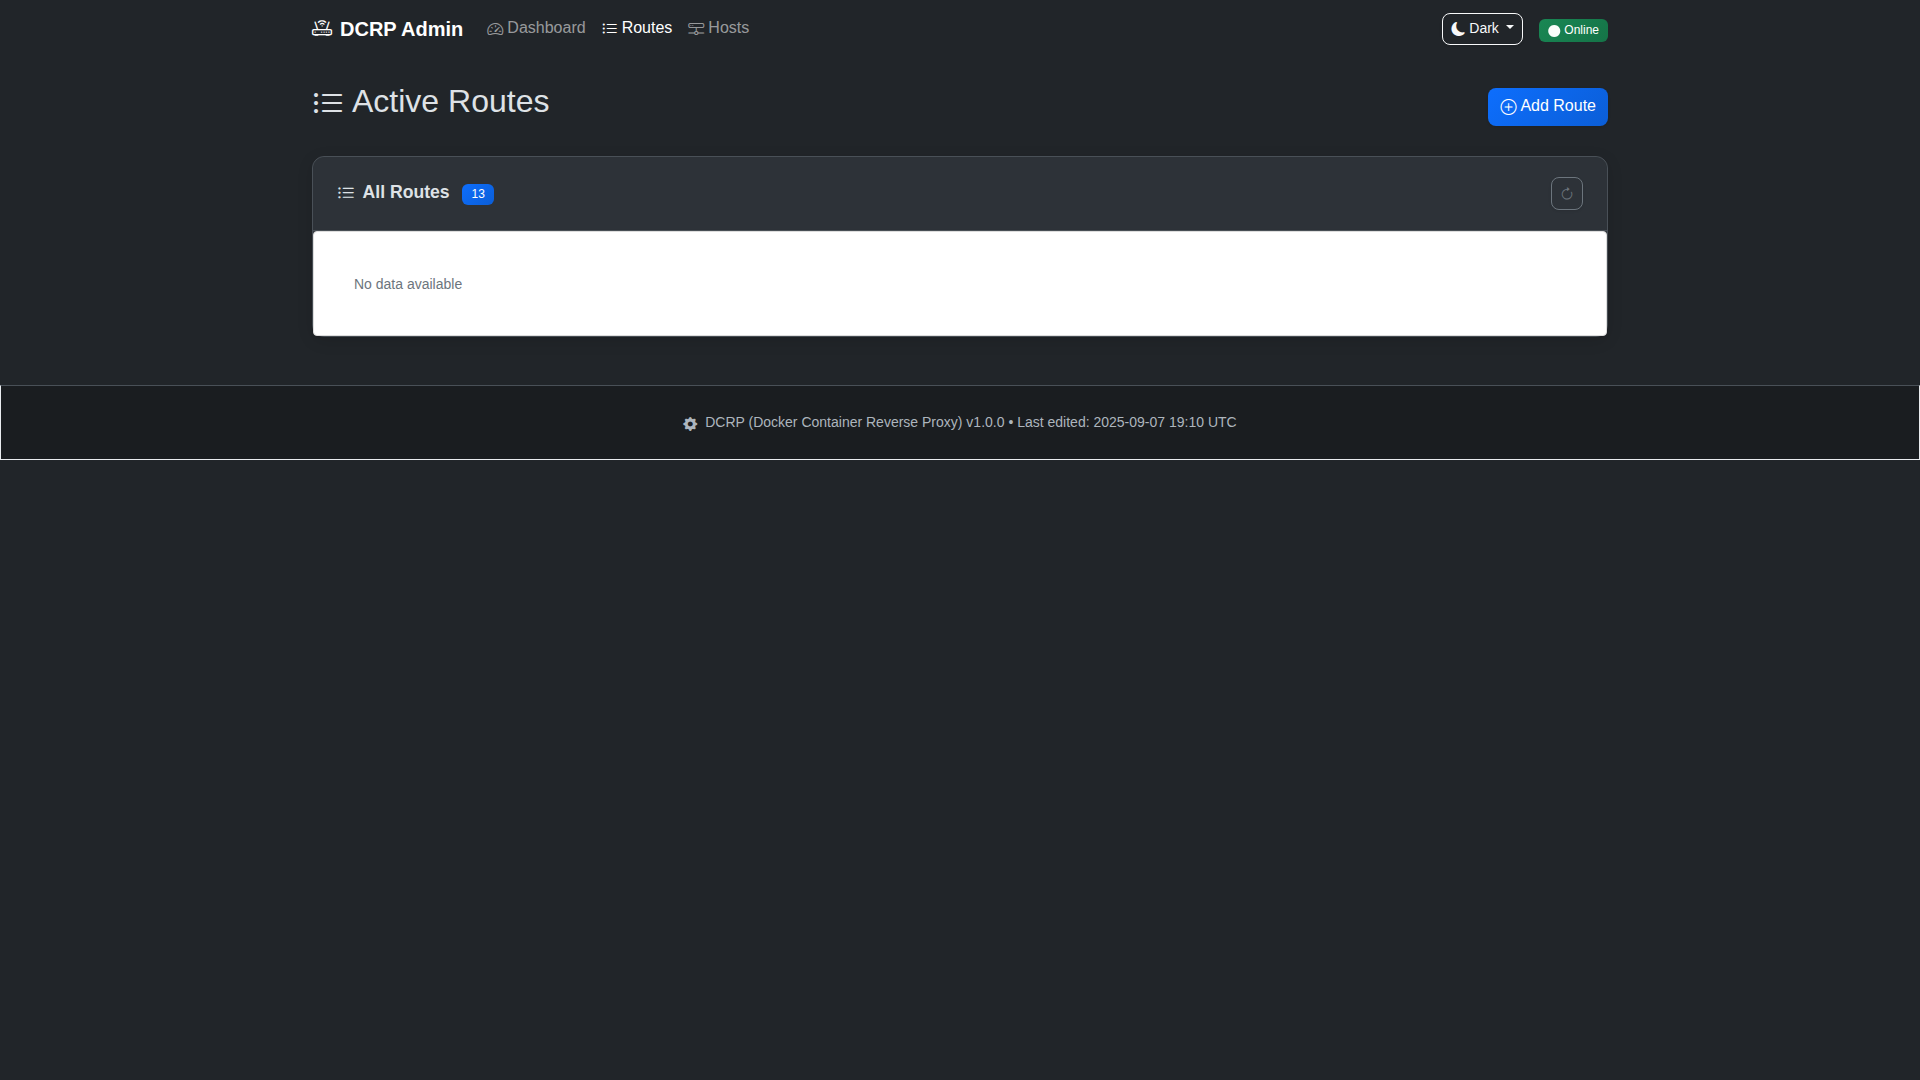 DCRP Admin Dashboard Routes Hosts Dark Online
Active Routes
Add Route
All Routes 13
No data available
DCRP (Docker Container Reverse Proxy) v1.0.0 • Last edited: 2025-09-07 19:10 UTC